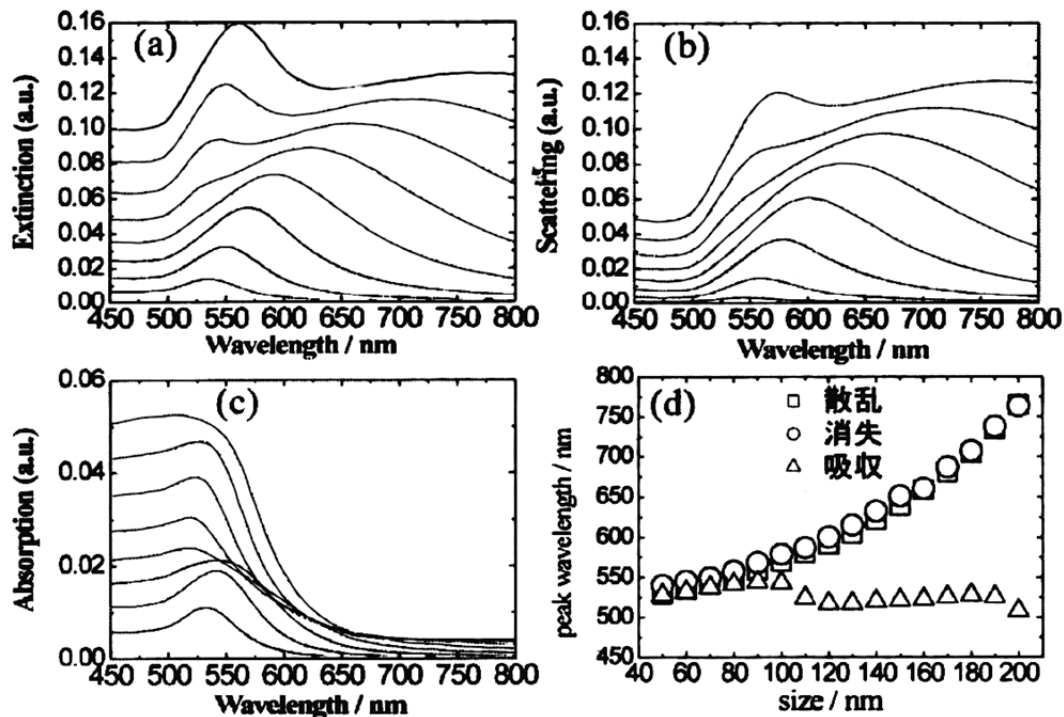 (a)
Extinction (a.u.)
0.16
0.14
0.12
0.10
0.08
0.06
0.04
0.02
0.00
450 500 550 600 650 700 750 800
Wavelength / nm
(b)
Scattering (a.u.)
0.16
0.14
0.12
0.10
0.08
0.06
0.04
0.02
0.00
450 500 550 600 650 700 750 800
Wavelength / nm
(c)
Absorption (a.u.)
0.06
0.04
0.02
0.00
450 500 550 600 650 700 750 800
Wavelength / nm
(d)
散乱
消失
吸収
peak wavelength / nm
800
750
700
650
600
550
500
450
40 60 80 100 120 140 160 180 200
size / nm